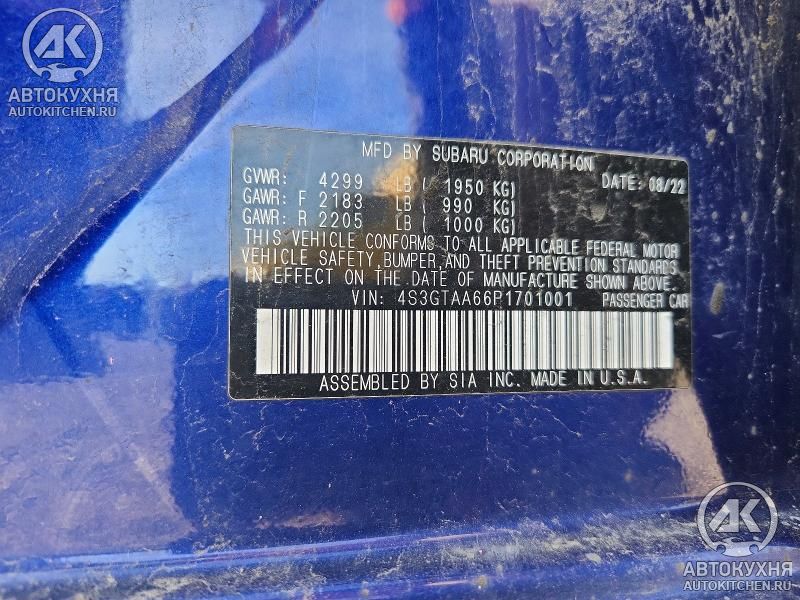 AK
АВТОКУХНЯ
AUTOKITCHEN.RU
MFD BY SUBARU CORPORATION
GVWR: 4299 LB ( 1950 KG) DATE: 08/22
GAWR: F 2183 LB ( 990 KG)
GAWR: R 2205 LB ( 1000 KG)
THIS VEHICLE CONFORMS TO ALL APPLICABLE FEDERAL MOTOR
VEHICLE SAFETY, BUMPER, AND THEFT PREVENTION STANDARDS
IN EFFECT ON THE DATE OF MANUFACTURE SHOWN ABOVE.
VIN: 4S3GTAA66P1701001 PASSENGER CAR
ASSEMBLED BY SIA INC. MADE IN U.S.A.
AK
АВТОКУХНЯ
AUTOKITCHEN.RU